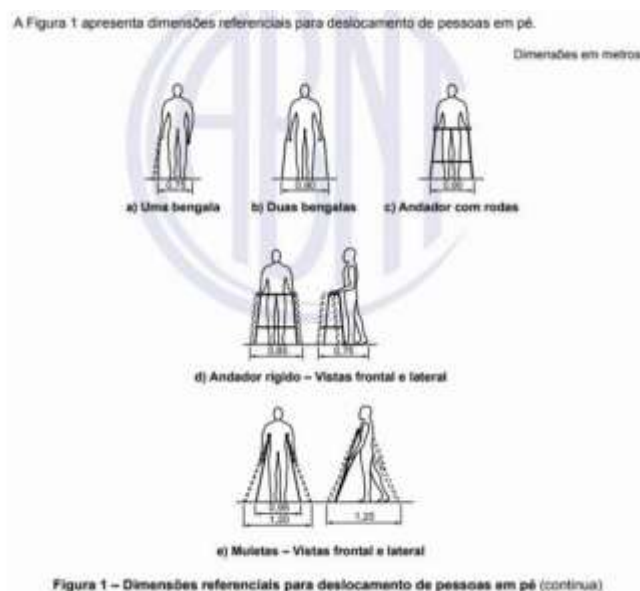 A Figura 1 apresenta dimensões referenciais para deslocamento de pessoas em pé.
Dimensões em metros
ABNT
0,75
0,90
0,90
a) Uma bengala b) Duas bengalas c) Andador com rodas
0,85
0,75
d) Andador rígido – Vistas frontal e lateral
1,20
1,20
e) Muletas – Vistas frontal e lateral
Figura 1 – Dimensões referenciais para deslocamento de pessoas em pé (continua)